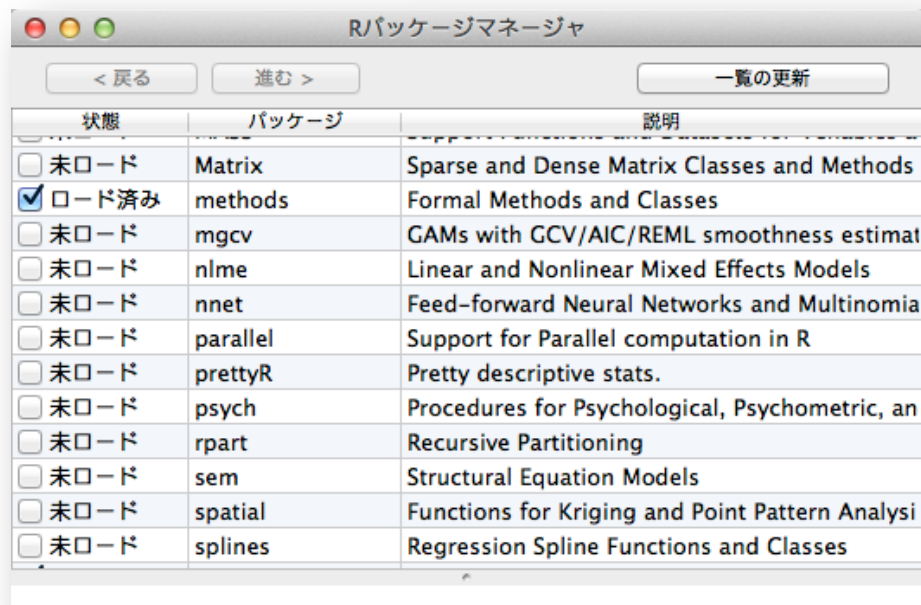 Rパッケージマネージャ
< 戻る 進む > 一覧の更新
状態 パッケージ 説明
未ロード Matrix Sparse and Dense Matrix Classes and Methods
ロード済み methods Formal Methods and Classes
未ロード mgcv GAMs with GCV/AIC/REML smoothness estimat
未ロード nlme Linear and Nonlinear Mixed Effects Models
未ロード nnet Feed-forward Neural Networks and Multinomia
未ロード parallel Support for Parallel computation in R
未ロード prettyR Pretty descriptive stats.
未ロード psych Procedures for Psychological, Psychometric, an
未ロード rpart Recursive Partitioning
未ロード sem Structural Equation Models
未ロード spatial Functions for Kriging and Point Pattern Analysi
未ロード splines Regression Spline Functions and Classes